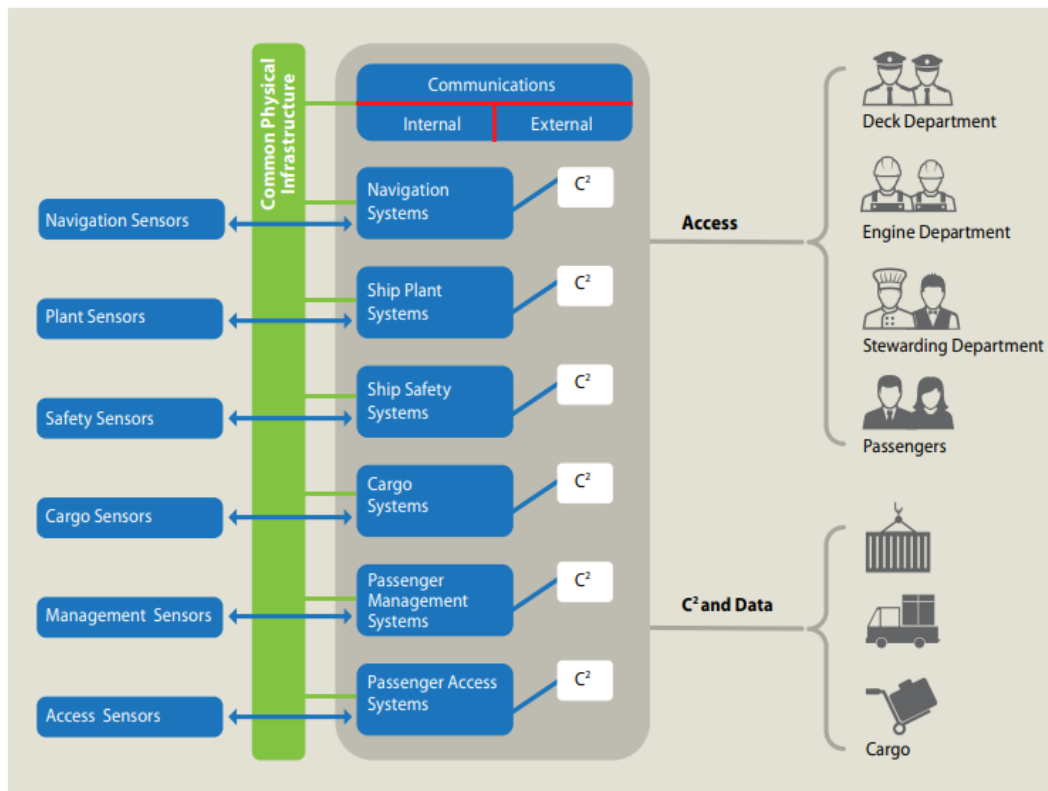 Common Physical
Infrastructure
Communications
Internal
External
Navigation Sensors
Navigation
Systems
C²
Plant Sensors
Ship Plant
Systems
C²
Safety Sensors
Ship Safety
Systems
C²
Cargo Sensors
Cargo
Systems
C²
Management Sensors
Passenger
Management
Systems
C²
Access Sensors
Passenger Access
Systems
C²
Access
Deck Department
Engine Department
Stewarding Department
Passengers
C² and Data
Cargo